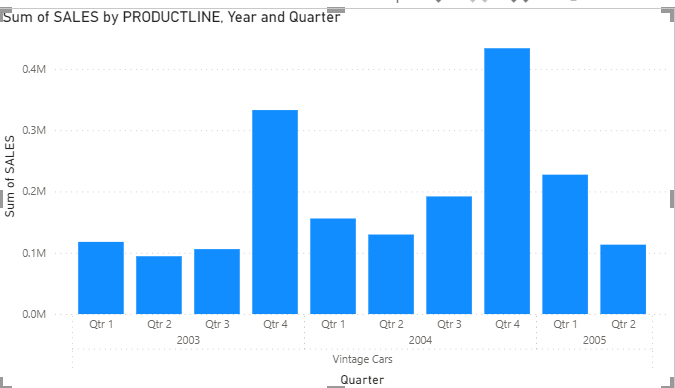 Sum of SALES by PRODUCTLINE, Year and Quarter
Sum of SALES
0.4M
0.3M
0.2M
0.1M
0.0M
Qtr 1 Qtr 2 Qtr 3 Qtr 4 Qtr 1 Qtr 2 Qtr 3 Qtr 4 Qtr 1 Qtr 2
2003 2004 2005
Vintage Cars
Quarter